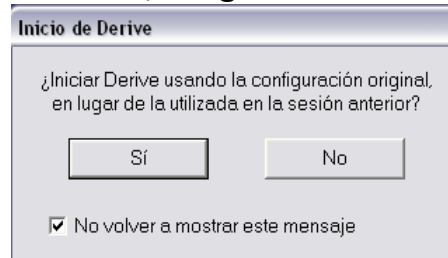 Inicio de Derive
¿Iniciar Derive usando la configuración original,
en lugar de la utilizada en la sesión anterior?
Sí
No
No volver a mostrar este mensaje